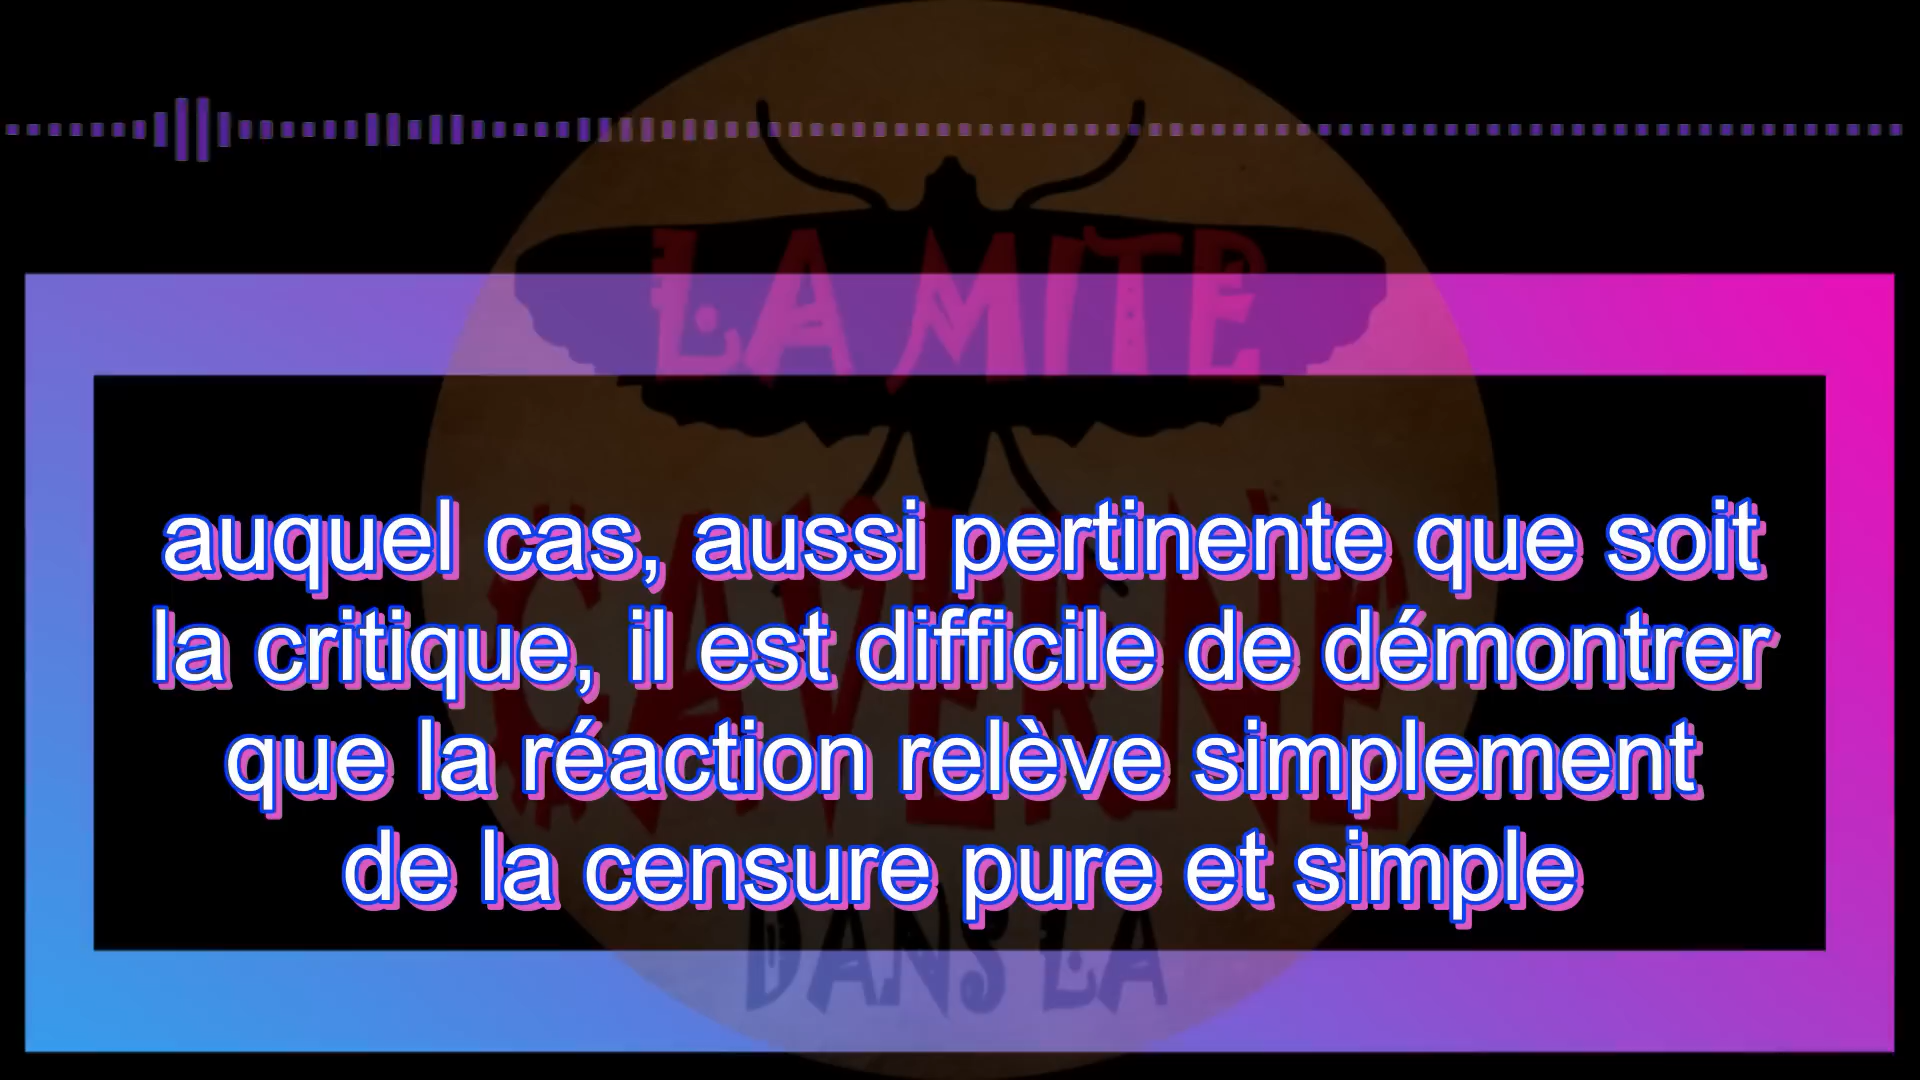 LA MITE
CAVERNE
auquel cas, aussi pertinente que soit
la critique, il est difficile de démontrer
que la réaction relève simplement
de la censure pure et simple
DANS LA